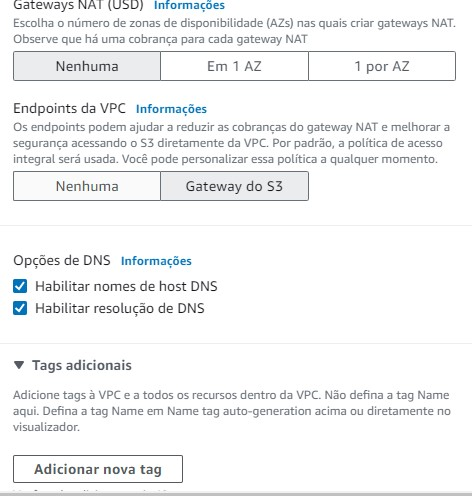 Gateways NAT (USD) Informações
Escolha o número de zonas de disponibilidade (AZs) nas quais criar gateways NAT.
Observe que há uma cobrança para cada gateway NAT
Nenhuma Em 1 AZ 1 por AZ
Endpoints da VPC Informações
Os endpoints podem ajudar a reduzir as cobranças do gateway NAT e melhorar a
segurança acessando o S3 diretamente da VPC. Por padrão, a política de acesso
integral será usada. Você pode personalizar essa política a qualquer momento.
Nenhuma Gateway do S3
Opções de DNS Informações
Habilitar nomes de host DNS
Habilitar resolução de DNS
Tags adicionais
Adicione tags à VPC e a todos os recursos dentro da VPC. Não defina a tag Name
aqui. Defina a tag Name em Name tag auto-generation acima ou diretamente no
visualizador.
Adicionar nova tag